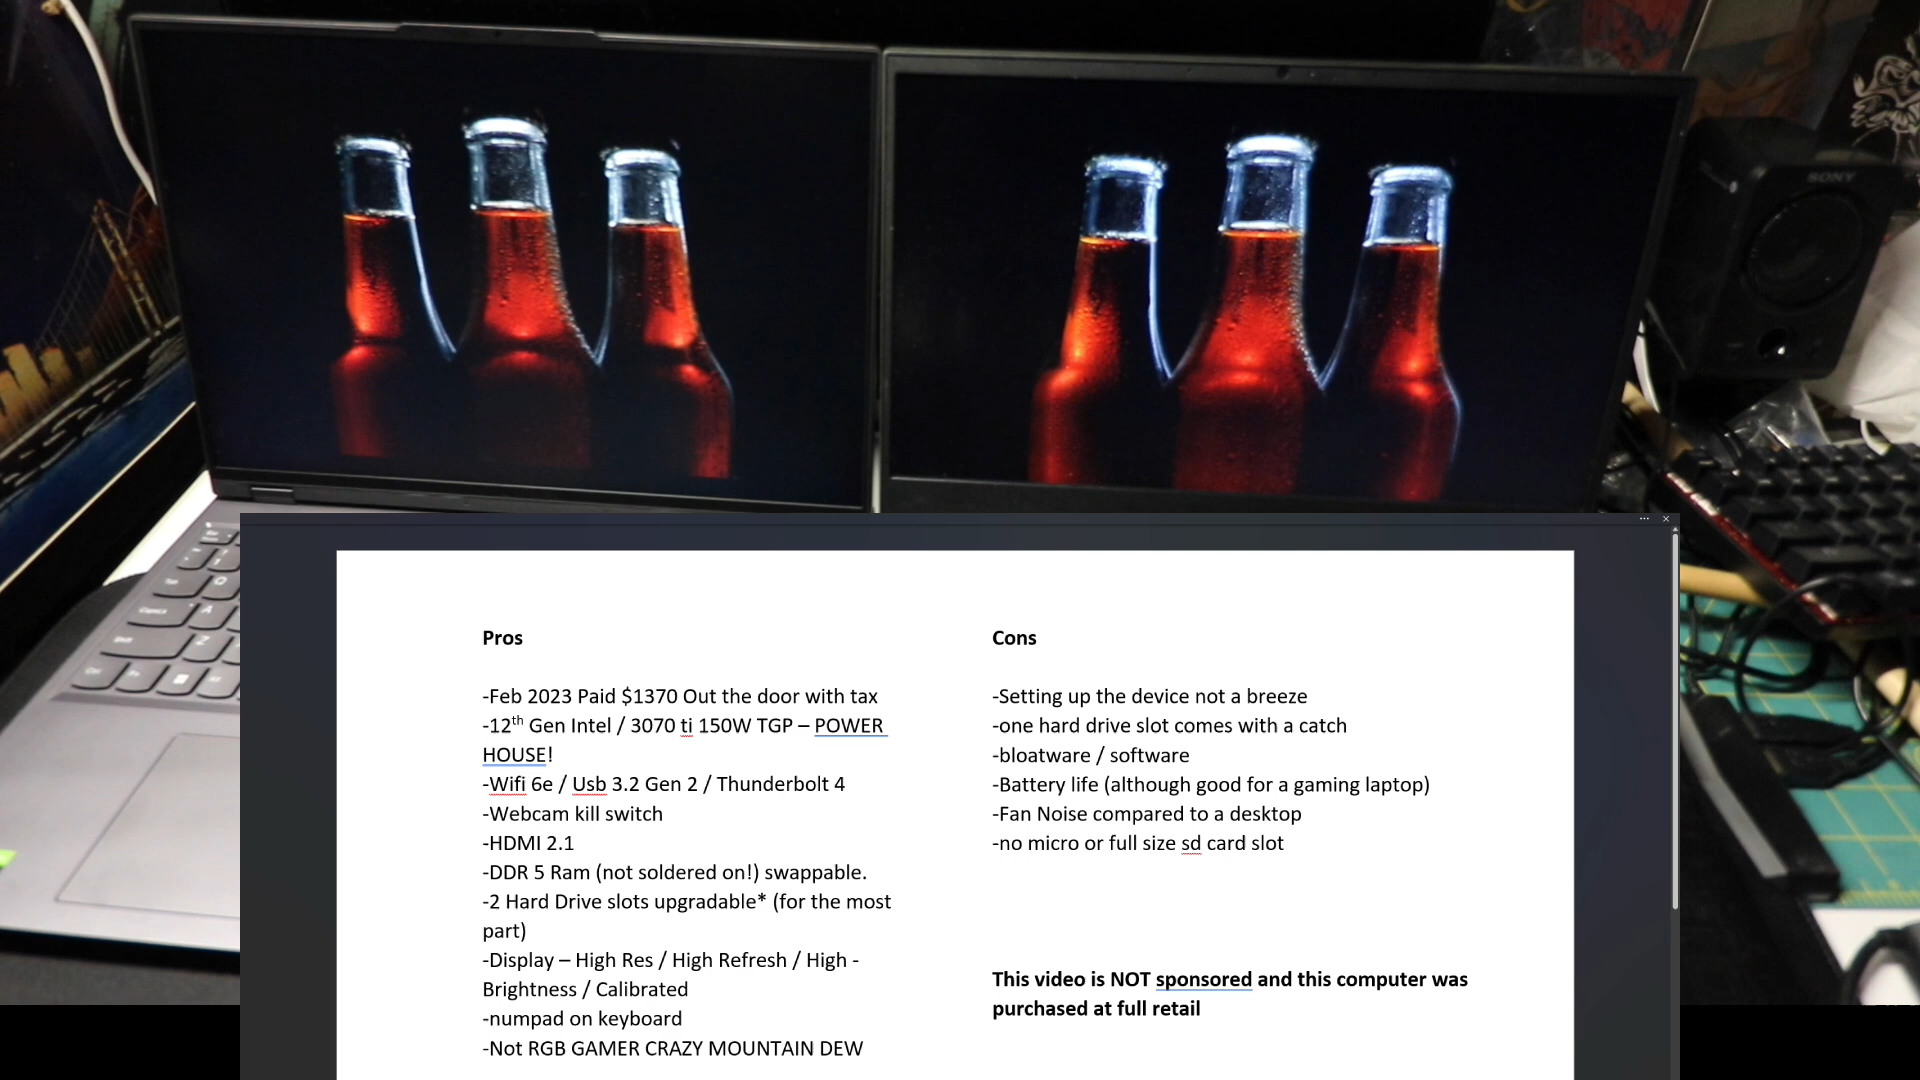 SONY
Pros
-Feb 2023 Paid $1370 Out the door with tax
-12th Gen Intel / 3070 ti 150W TGP – POWER
HOUSE!
-Wifi 6e / Usb 3.2 Gen 2 / Thunderbolt 4
-Webcam kill switch
-HDMI 2.1
-DDR 5 Ram (not soldered on!) swappable.
-2 Hard Drive slots upgradable* (for the most
part)
-Display – High Res / High Refresh / High -
Brightness / Calibrated
-numpad on keyboard
-Not RGB GAMER CRAZY MOUNTAIN DEW
Cons
-Setting up the device not a breeze
-one hard drive slot comes with a catch
-bloatware / software
-Battery life (although good for a gaming laptop)
-Fan Noise compared to a desktop
-no micro or full size sd card slot
This video is NOT sponsored and this computer was
purchased at full retail